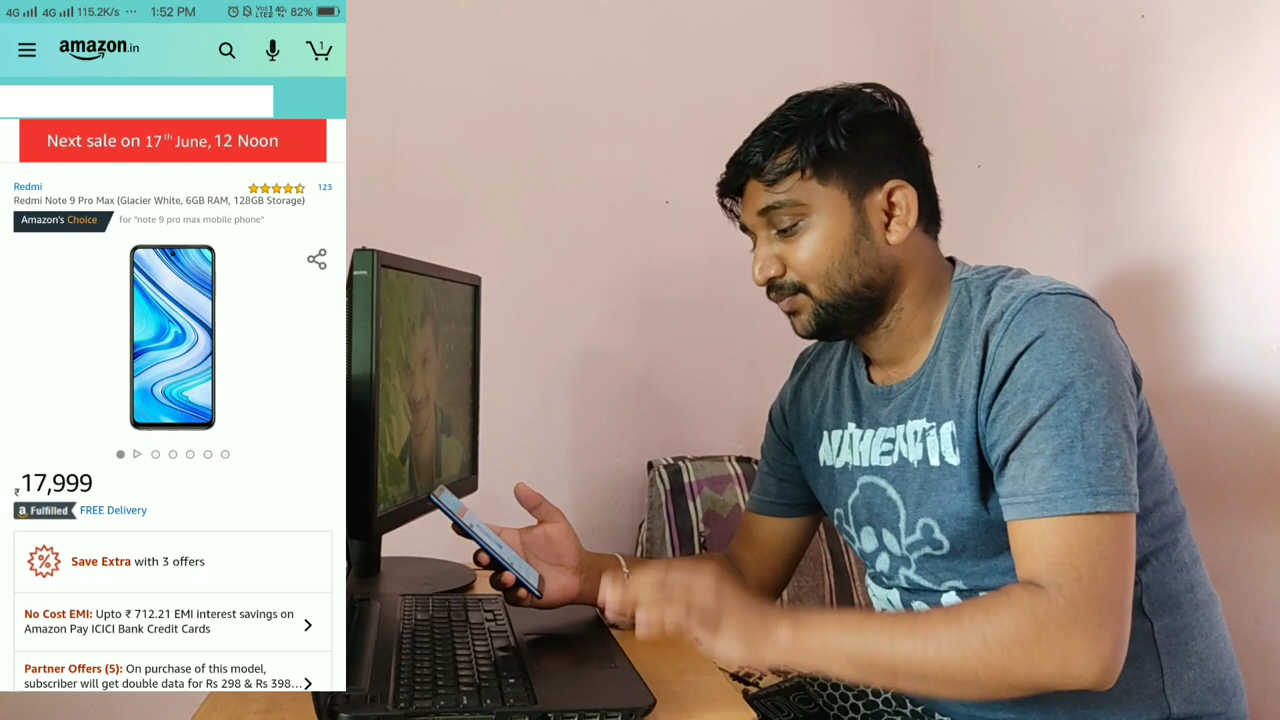 4G 4G 115.2K/s ... 1:52 PM VoLTE2 4G 82%
amazon.in
1
Next sale on 17th June, 12 Noon
Redmi 123
Redmi Note 9 Pro Max (Glacier White, 6GB RAM, 128GB Storage)
Amazon's Choice for "note 9 pro max mobile phone"
₹17,999
a Fulfilled FREE Delivery
% Save Extra with 3 offers
No Cost EMI: Upto ₹ 712.21 EMI interest savings on
Amazon Pay ICICI Bank Credit Cards
Partner Offers (5): On purchase of this model,
subscriber will get double data for Rs 298 & Rs 398...
AUTHENTIC